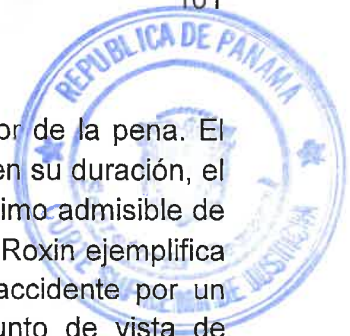 101
REPUBLICA DE PANAMA
or de la pena. El
en su duración, el
imo admisible de
Roxin ejemplifica
accidente por un
unto de vista de